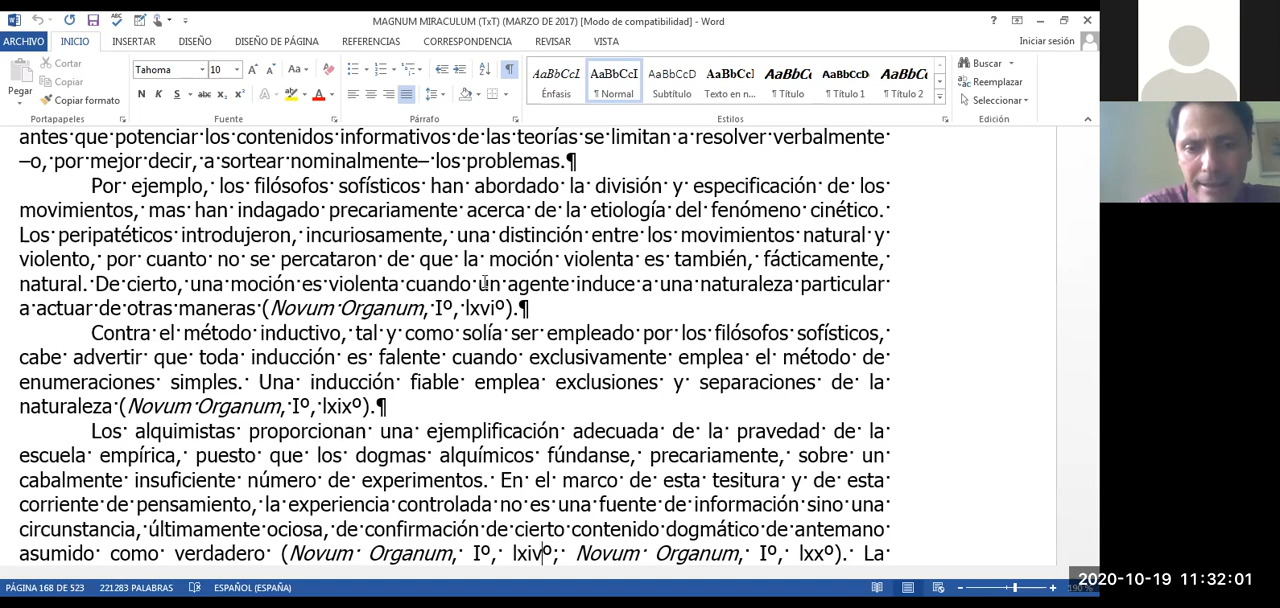 MAGNUM MIRACULUM (TxT) (MARZO DE 2017) [Modo de compatibilidad] - Word
ARCHIVO INICIO INSERTAR DISEÑO DISEÑO DE PÁGINA REFERENCIAS CORRESPONDENCIA REVISAR VISTA Iniciar sesión
Pegar
Cortar
Copiar
Copiar formato
Portapapeles
Tahoma 10
Fuente
Párrafo
AaBbCcL AaBbCcI AaBbCcD AaBbCcI AaBbCc AaBbCcD AaBbCc
Énfasis ¶ Normal Subtítulo Texto en n... ¶ Título ¶ Título 1 ¶ Título 2
Estilos
Buscar
Reemplazar
Seleccionar
Edición
antes que potenciar los contenidos informativos de las teorías se limitan a resolver verbalmente
–o, por mejor decir, a sortear nominalmente– los problemas.¶
Por ejemplo, los filósofos sofísticos han abordado la división y especificación de los
movimientos, mas han indagado precariamente acerca de la etiología del fenómeno cinético.
Los peripatéticos introdujeron, incuriosamente, una distinción entre los movimientos natural y
violento, por cuanto no se percataron de que la moción violenta es también, fácticamente,
natural. De cierto, una moción es violenta cuando un agente induce a una naturaleza particular
a actuar de otras maneras (Novum Organum, Iº, lxviº).¶
Contra el método inductivo, tal y como solía ser empleado por los filósofos sofísticos,
cabe advertir que toda inducción es falente cuando exclusivamente emplea el método de
enumeraciones simples. Una inducción fiable emplea exclusiones y separaciones de la
naturaleza (Novum Organum, Iº, lxixº).¶
Los alquimistas proporcionan una ejemplificación adecuada de la pravedad de la
escuela empírica, puesto que los dogmas alquímicos fúndanse, precariamente, sobre un
cabalmente insuficiente número de experimentos. En el marco de esta tesitura y de esta
corriente de pensamiento, la experiencia controlada no es una fuente de información sino una
circunstancia, últimamente ociosa, de confirmación de cierto contenido dogmático de antemano
asumido como verdadero (Novum Organum, Iº, lxivº; Novum Organum, Iº, lxxº). La
PÁGINA 168 DE 523 221283 PALABRAS ESPAÑOL (ESPAÑA) 190 %
2020-10-19 11:32:01